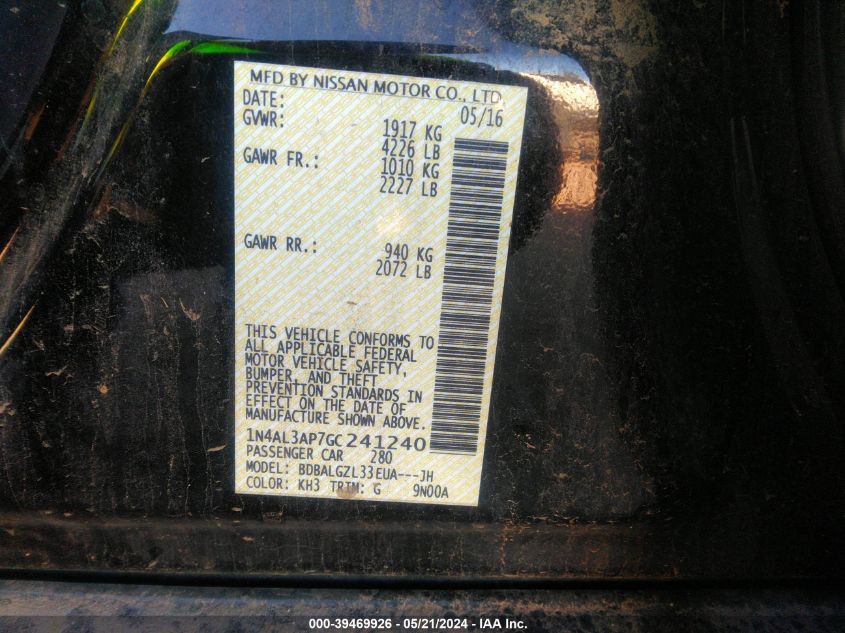 MFD BY NISSAN MOTOR CO., LTD.
DATE: 05/16
GVWR: 1917 KG
4226 LB
GAWR FR.: 1010 KG
2227 LB
GAWR RR.: 940 KG
2072 LB
THIS VEHICLE CONFORMS TO
ALL APPLICABLE FEDERAL
MOTOR VEHICLE SAFETY,
BUMPER, AND THEFT
PREVENTION STANDARDS IN
EFFECT ON THE DATE OF
MANUFACTURE SHOWN ABOVE.
1N4AL3AP7GC241240
PASSENGER CAR 280
MODEL: BDBALGZL33EUA---JH
COLOR: KH3 TRIM: G 9N00A
000-39469926 - 05/21/2024 - IAA Inc.